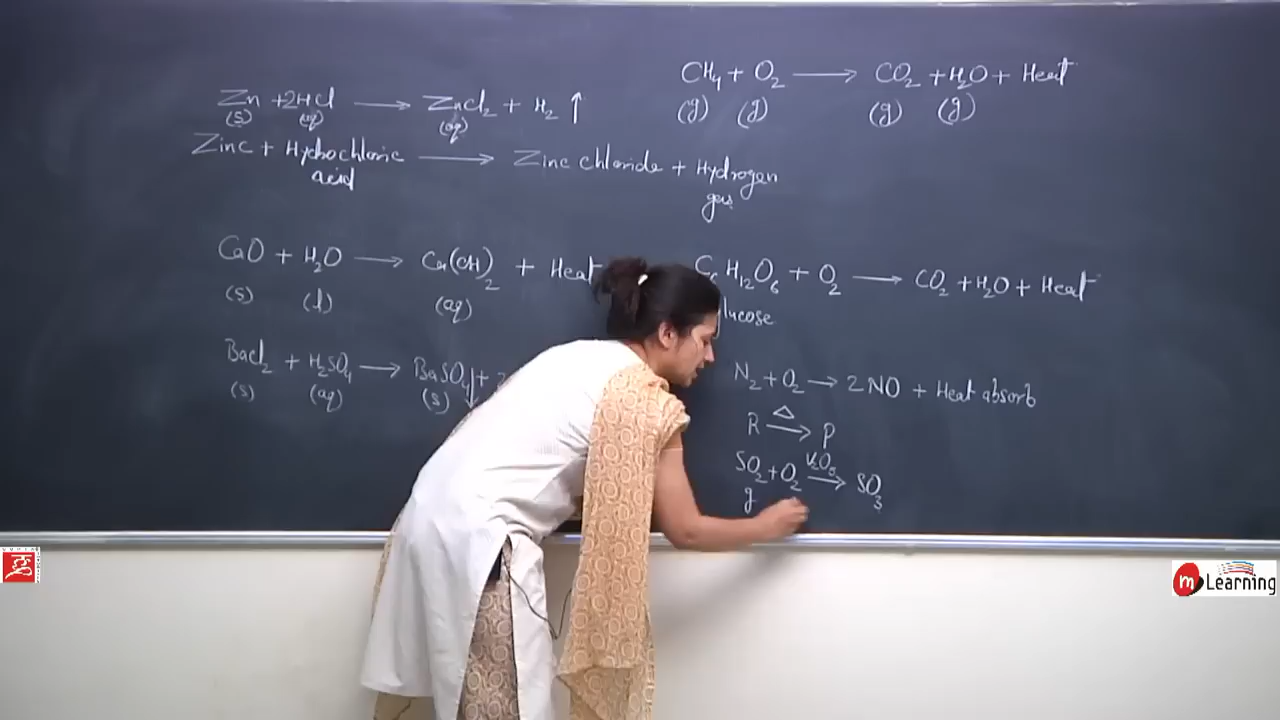 Zn + 2HCl ⟶ ZnCl₂ + H₂ ↑
(s) (aq) (aq)
Zinc + Hydrochloric acid ⟶ Zinc chloride + Hydrogen gas
CH₄ + O₂ ⟶ CO₂ + H₂O + Heat
(g) (g) (g) (g)
CaO + H₂O ⟶ Ca(OH)₂ + Heat
(s) (l) (aq)
BaCl₂ + H₂SO₄ ⟶ BaSO₄↓ + 2
(s) (aq) (s)
C₆H₁₂O₆ + O₂ ⟶ CO₂ + H₂O + Heat
lucose
N₂ + O₂ ⟶ 2NO + Heat absorb
R ⟶ P
△
SO₂ + O₂ ⟶ SO₃
V₂O₅
g
m Learning